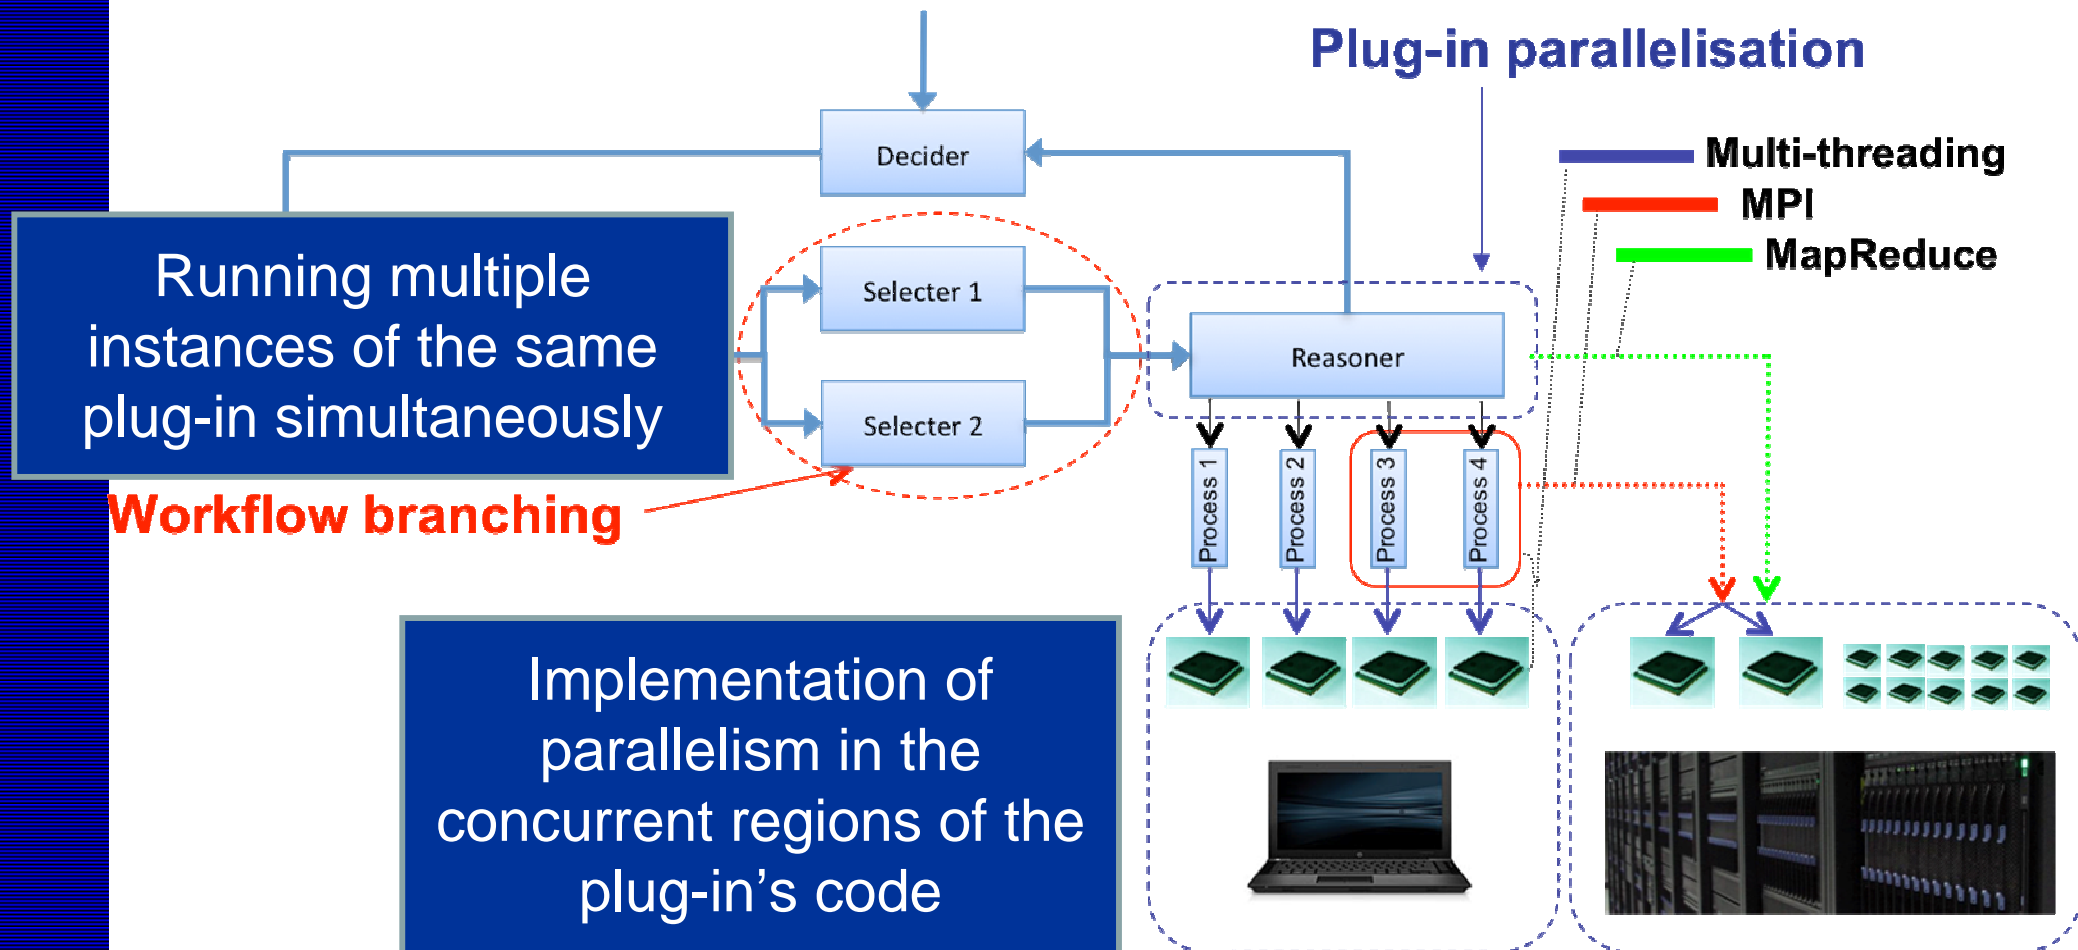 Plug-in parallelisation
Decider
Multi-threading
MPI
MapReduce
Running multiple
instances of the same
plug-in simultaneously
Selecter 1
Selecter 2
Reasoner
Workflow branching
Process 1
Process 2
Process 3
Process 4
Implementation of
parallelism in the
concurrent regions of the
plug-in's code